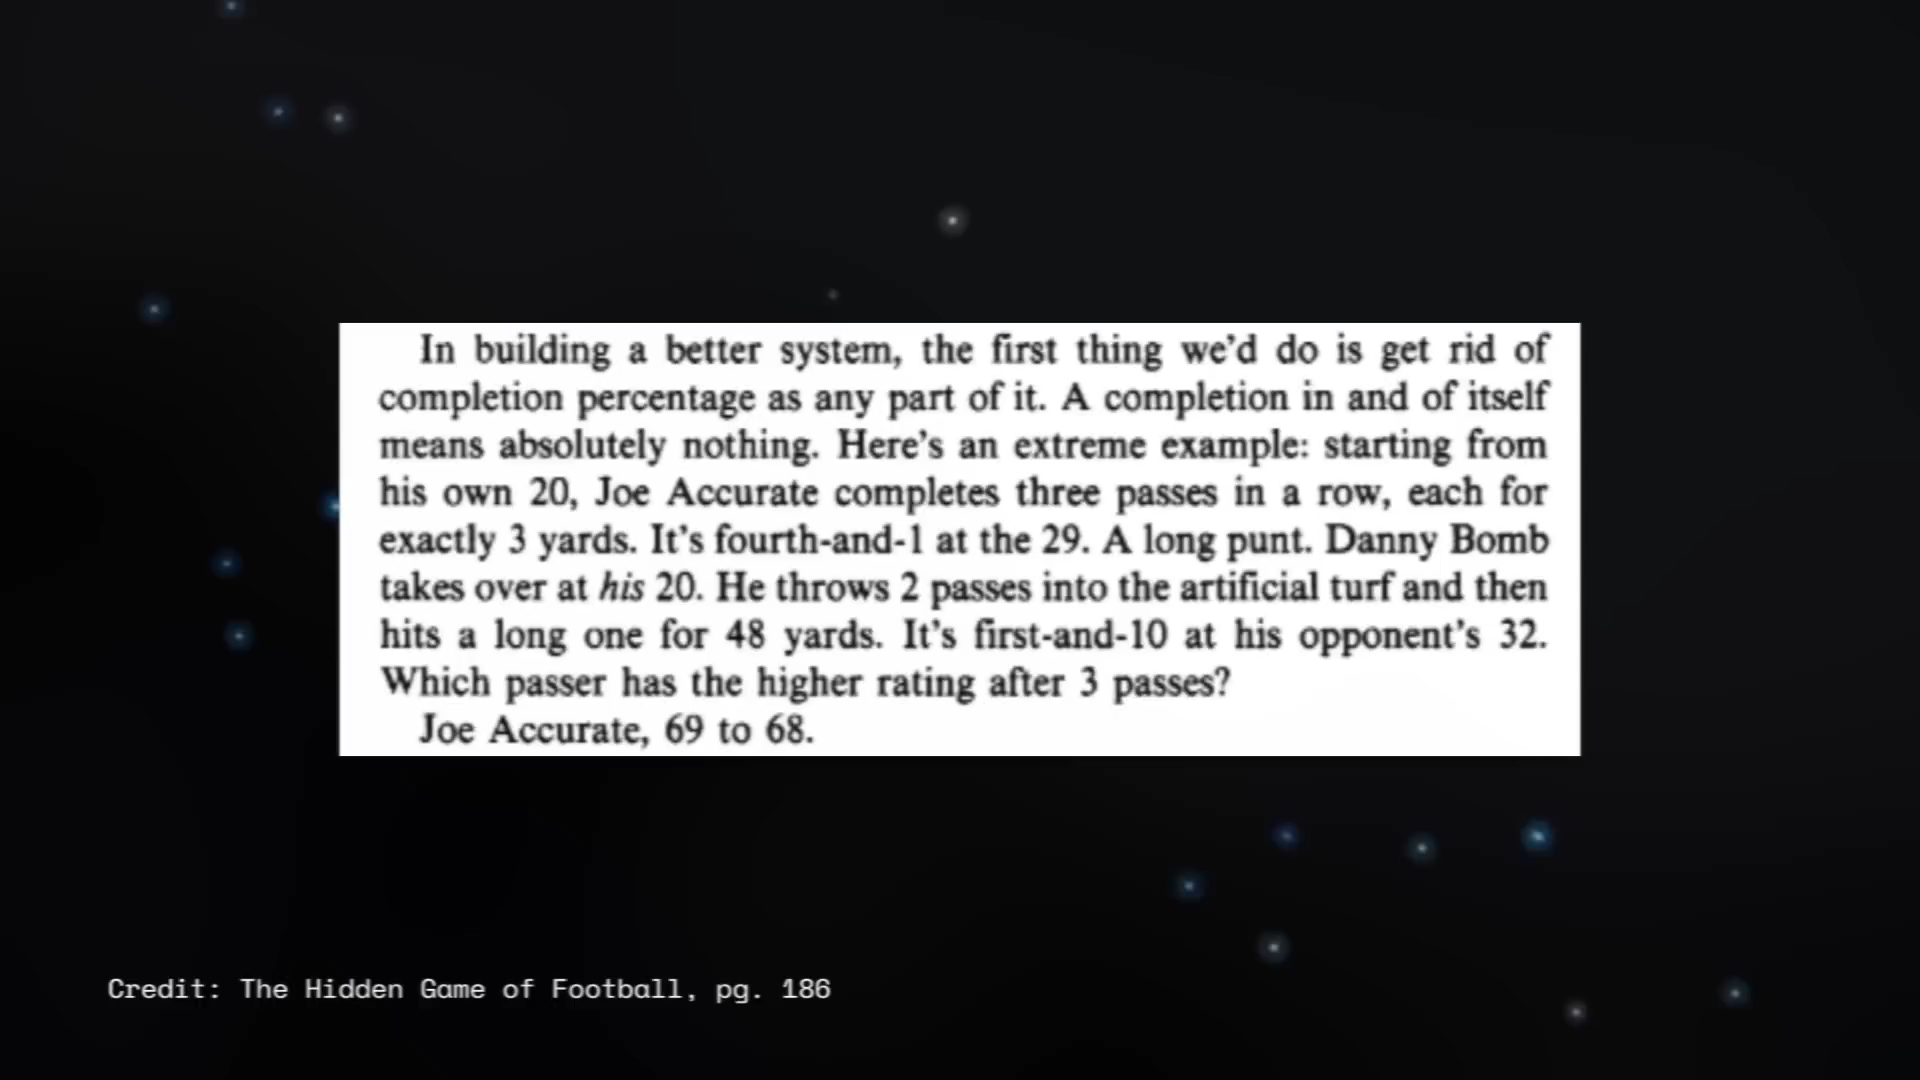 In building a better system, the first thing we'd do is get rid of
completion percentage as any part of it. A completion in and of itself
means absolutely nothing. Here's an extreme example: starting from
his own 20, Joe Accurate completes three passes in a row, each for
exactly 3 yards. It's fourth-and-1 at the 29. A long punt. Danny Bomb
takes over at his 20. He throws 2 passes into the artificial turf and then
hits a long one for 48 yards. It's first-and-10 at his opponent's 32.
Which passer has the higher rating after 3 passes?
Joe Accurate, 69 to 68.
Credit: The Hidden Game of Football, pg. 186